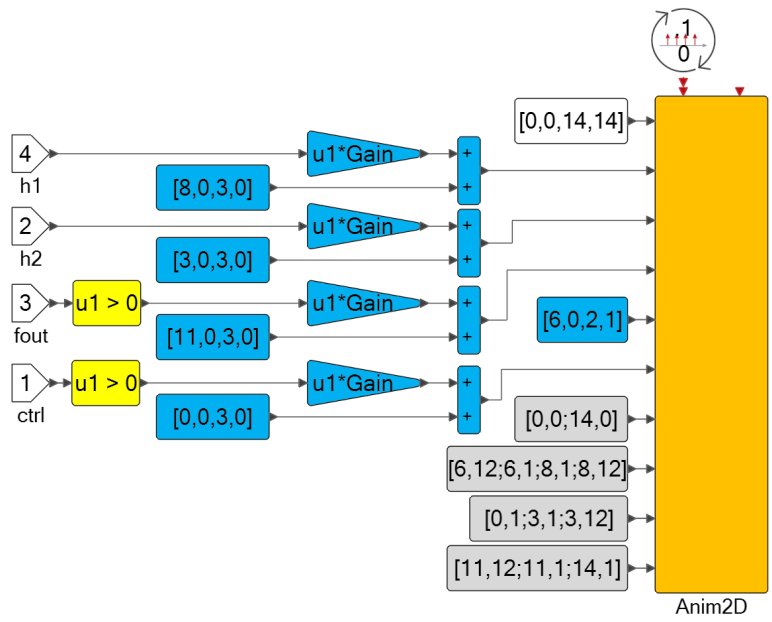 .1
0
[0,0,14,14]
4
h1
u1*Gain
+
+
[8,0,3,0]
2
h2
u1*Gain
+
+
[3,0,3,0]
3
fout
u1 > 0
u1*Gain
+
+
[11,0,3,0]
[6,0,2,1]
1
ctrl
u1 > 0
u1*Gain
+
+
[0,0,3,0]
[0,0;14,0]
[6,12;6,1;8,1;8,12]
[0,1;3,1;3,12]
[11,12;11,1;14,1]
Anim2D